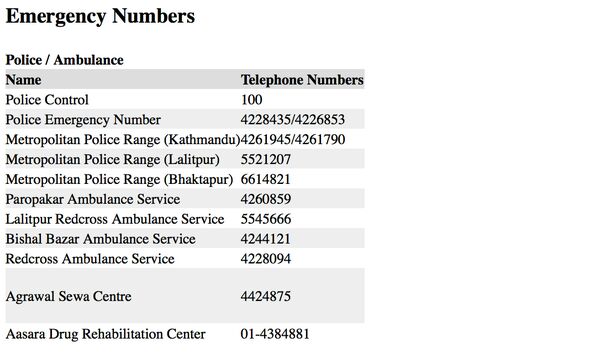 Emergency Numbers
Police / Ambulance
Name Telephone Numbers
Police Control 100
Police Emergency Number 4228435/4226853
Metropolitan Police Range (Kathmandu)4261945/4261790
Metropolitan Police Range (Lalitpur) 5521207
Metropolitan Police Range (Bhaktapur) 6614821
Paropakar Ambulance Service 4260859
Lalitpur Redcross Ambulance Service 5545666
Bishal Bazar Ambulance Service 4244121
Redcross Ambulance Service 4228094
Agrawal Sewa Centre 4424875
Aasara Drug Rehabilitation Center 01-4384881